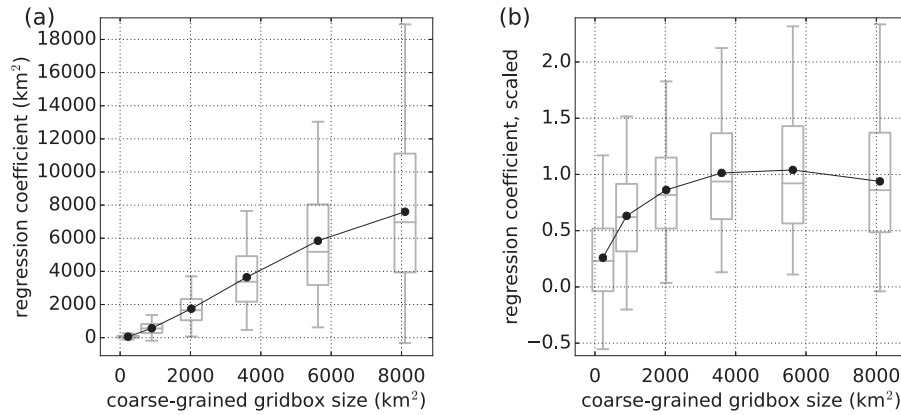 (a)
18000
16000
14000
12000
10000
8000
6000
4000
2000
0
regression coefficient (km²)
0 2000 4000 6000 8000
coarse-grained gridbox size (km²)
(b)
2.0
1.5
1.0
0.5
0.0
−0.5
regression coefficient, scaled
0 2000 4000 6000 8000
coarse-grained gridbox size (km²)